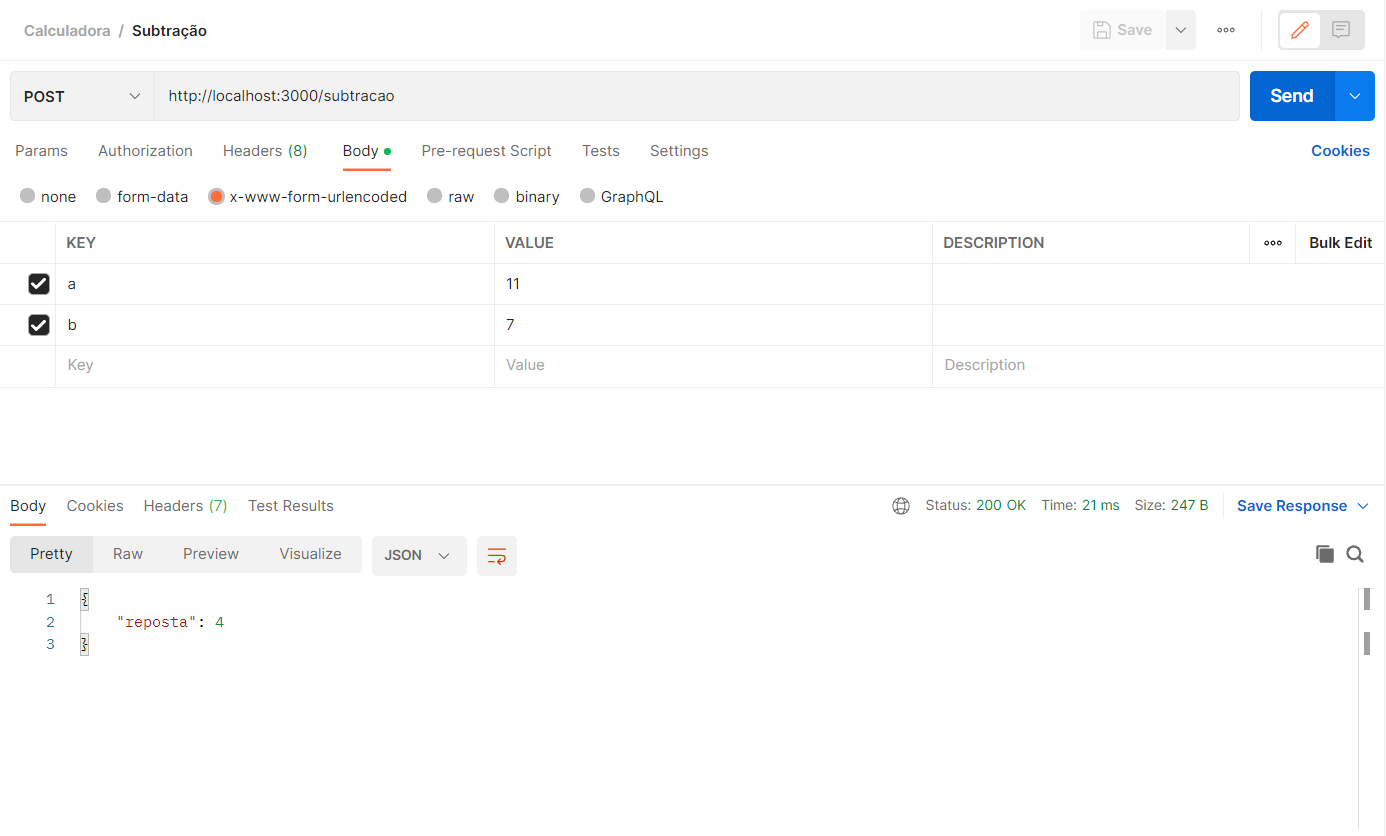 Calculadora / Subtração
Save
POST
http://localhost:3000/subtracao
Send
Params Authorization Headers (8) Body Pre-request Script Tests Settings Cookies
none form-data x-www-form-urlencoded raw binary GraphQL
KEY VALUE DESCRIPTION Bulk Edit
a 11
b 7
Key Value Description
Body Cookies Headers (7) Test Results Status: 200 OK Time: 21 ms Size: 247 B Save Response
Pretty Raw Preview Visualize JSON
1 {
2 "reposta": 4
3 }